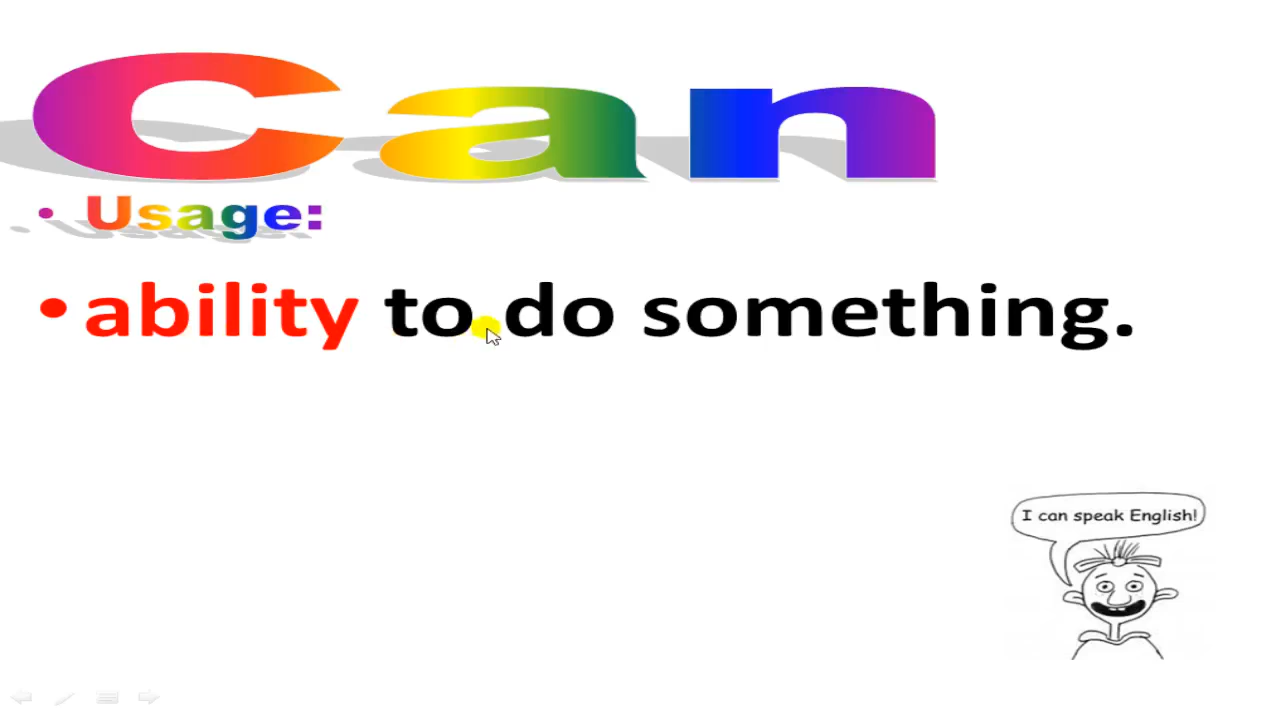 Can
• Usage:
• ability to do something.
I can speak English!